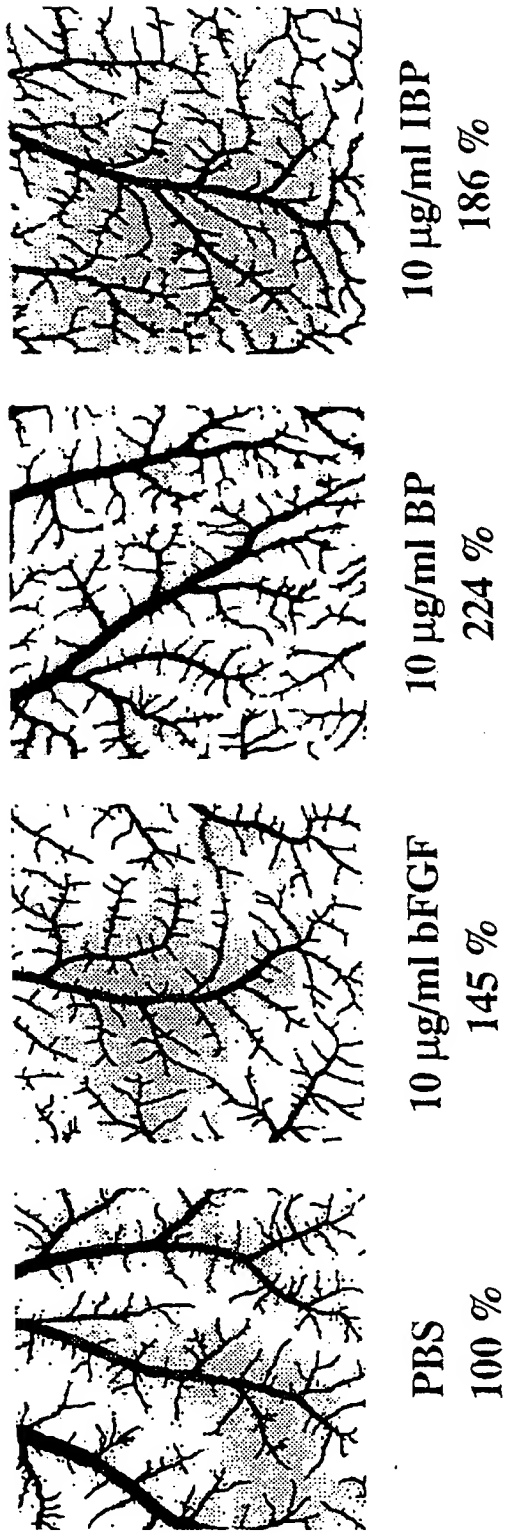 PBS
100 %
10 µg/ml bFGF
145 %
10 µg/ml BP
224 %
10 µg/ml IBP
186 %